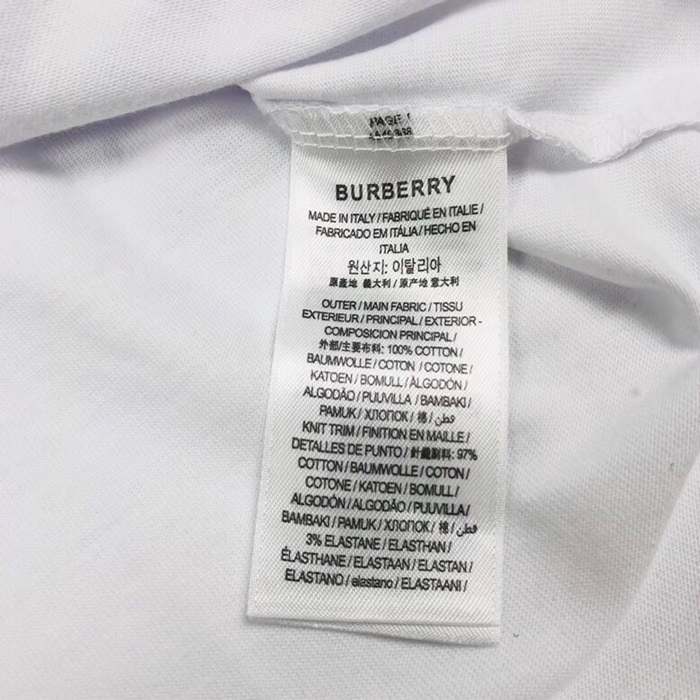 BURBERRY
MADE IN ITALY / FABRIQUÉ EN ITALIE /
FABRICADO EM ITÁLIA / HECHO EN
ITALIA
원산지: 이탈리아
原產地 義大利 / 原产地 意大利
OUTER / MAIN FABRIC / TISSU
EXTERIEUR / PRINCIPAL / EXTERIOR-
COMPOSICION PRINCIPAL /
外部/主要布料: 100% COTTON /
BAUMWOLLE / COTON / COTONE /
KATOEN / BOMULL / ALGODÓN /
ALGODÃO / PUUVILLA / BAMBAKI /
PAMUK / ХЛОПОК / 棉 / قطن /
KNIT TRIM / FINITION EN MAILLE /
DETALLES DE PUNTO / 針織副料: 97%
COTTON / BAUMWOLLE / COTON /
COTONE / KATOEN / BOMULL /
ALGODÓN / ALGODÃO / PUUVILLA /
BAMBAKI / PAMUK / ХЛОПОК / 棉 / قطن /
3% ELASTANE / ELASTHAN /
ÉLASTHANE / ELASTAAN / ELASTAN /
ELASTANO / elastano / ELASTAANI /